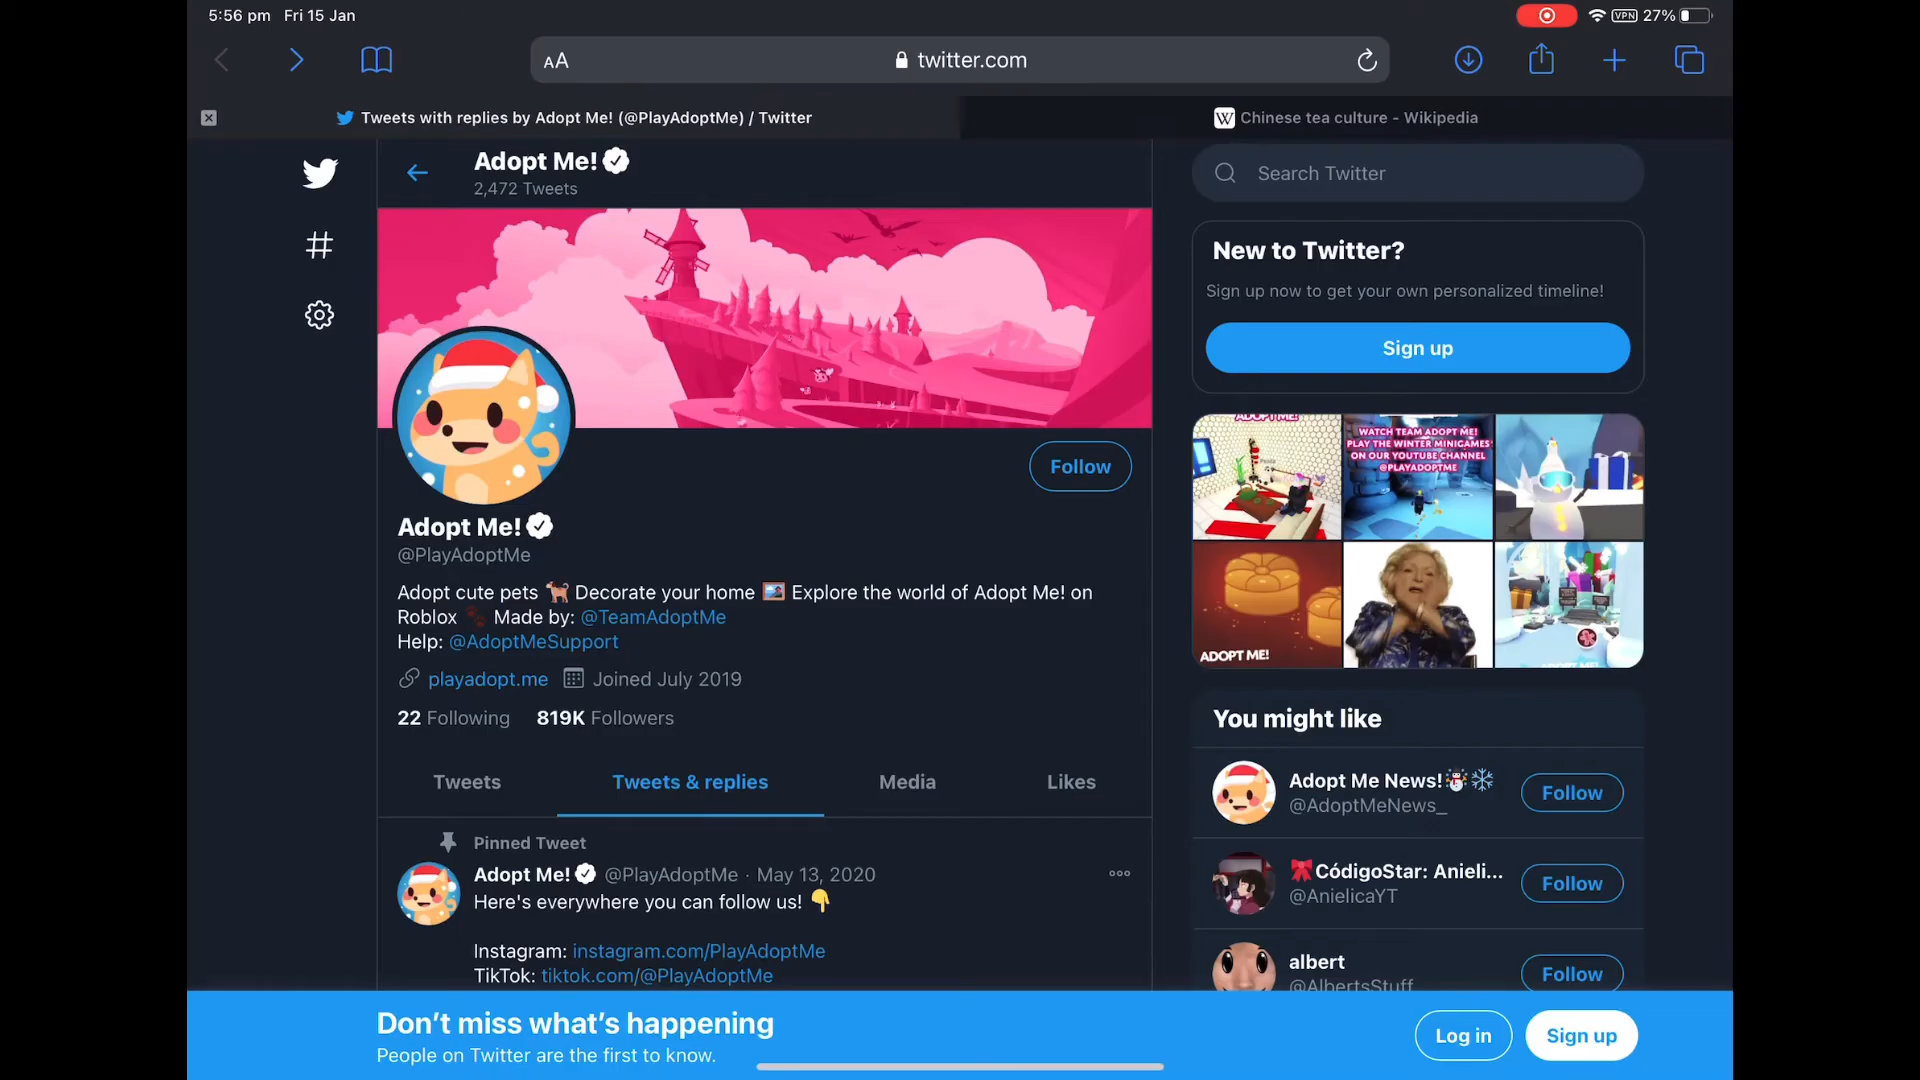 5:56 pm Fri 15 Jan
VPN 27%
AA
twitter.com
Tweets with replies by Adopt Me! (@PlayAdoptMe) / Twitter
W Chinese tea culture - Wikipedia
Adopt Me!
2,472 Tweets
Adopt Me!
@PlayAdoptMe
Follow
Adopt cute pets 🐕 Decorate your home 🖼️ Explore the world of Adopt Me! on
Roblox 🐾 Made by: @TeamAdoptMe
Help: @AdoptMeSupport
playadopt.me Joined July 2019
22 Following 819K Followers
Tweets Tweets & replies Media Likes
Pinned Tweet
Adopt Me! @PlayAdoptMe · May 13, 2020
Here's everywhere you can follow us! 👇
Instagram: instagram.com/PlayAdoptMe
TikTok: tiktok.com/@PlayAdoptMe
Search Twitter
New to Twitter?
Sign up now to get your own personalized timeline!
Sign up
ADOPT ME!
WATCH TEAM ADOPT ME!
PLAY THE WINTER MINIGAMES
ON OUR YOUTUBE CHANNEL
@PLAYADOPTME
ADOPT ME!
ADOPT ME!
You might like
Adopt Me News!☃️❄️
@AdoptMeNews_
Follow
🎀CódigoStar: Anieli...
@AnielicaYT
Follow
albert
@AlbertsStuff
Follow
Don't miss what's happening
People on Twitter are the first to know.
Log in
Sign up